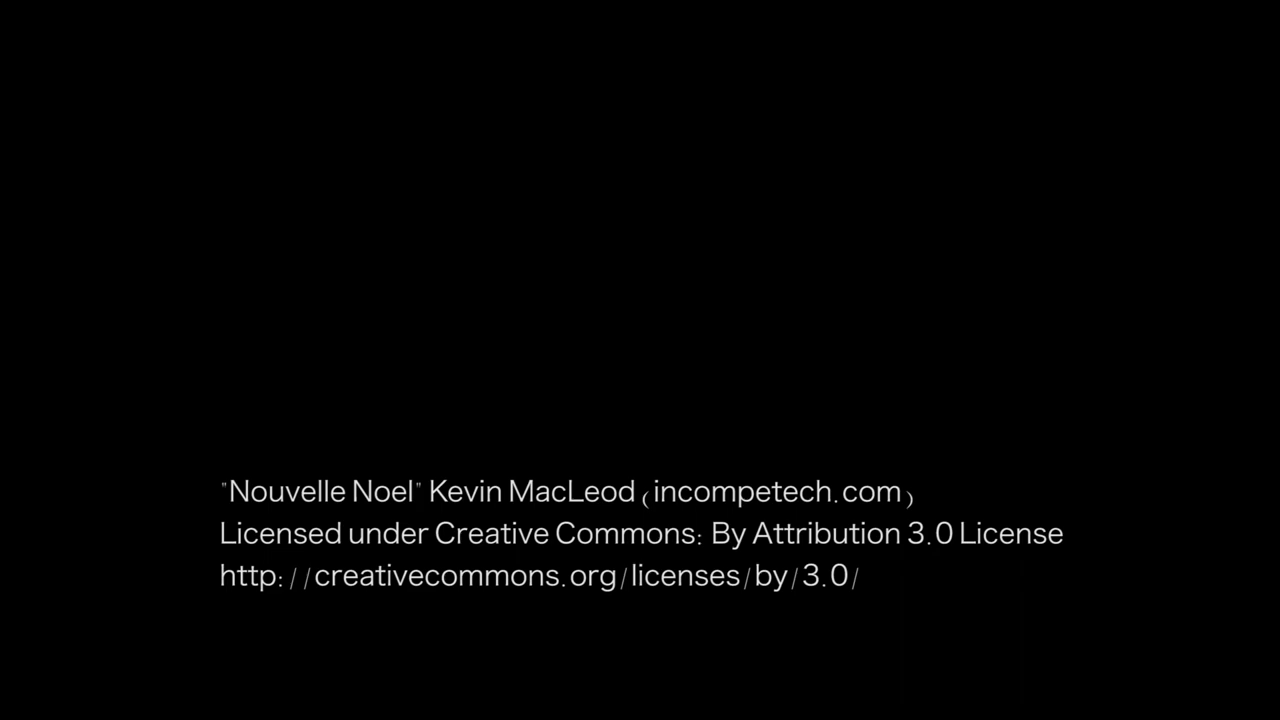 "Nouvelle Noel" Kevin MacLeod (incompetech.com)
Licensed under Creative Commons: By Attribution 3.0 License
http://creativecommons.org/licenses/by/3.0/